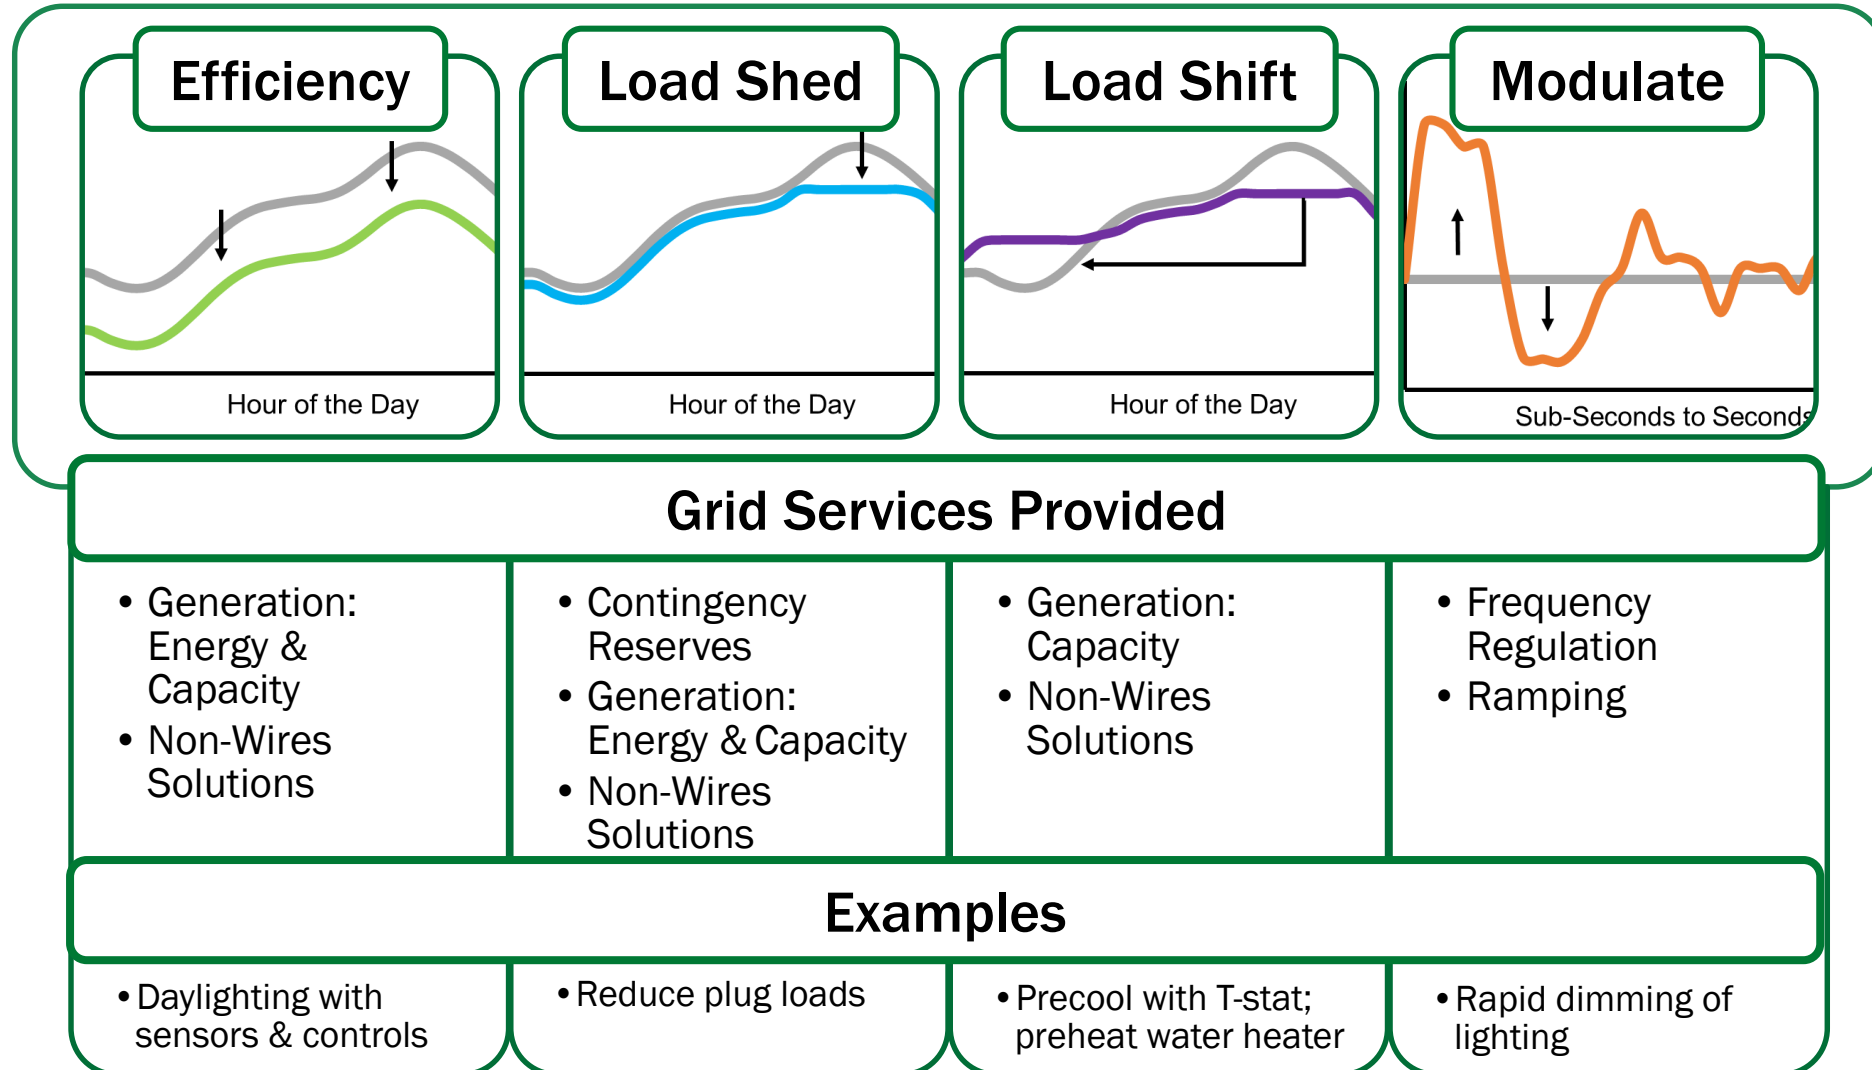 Efficiency
Load Shed
Load Shift
Modulate
Hour of the Day
Hour of the Day
Hour of the Day
Sub-Seconds to Seconds
Grid Services Provided
• Generation:
Energy &
Capacity
• Non-Wires
Solutions
• Contingency
Reserves
• Generation:
Energy & Capacity
• Non-Wires
Solutions
• Generation:
Capacity
• Non-Wires
Solutions
• Frequency
Regulation
• Ramping
Examples
• Daylighting with
sensors & controls
• Reduce plug loads
• Precool with T-stat;
preheat water heater
• Rapid dimming of
lighting